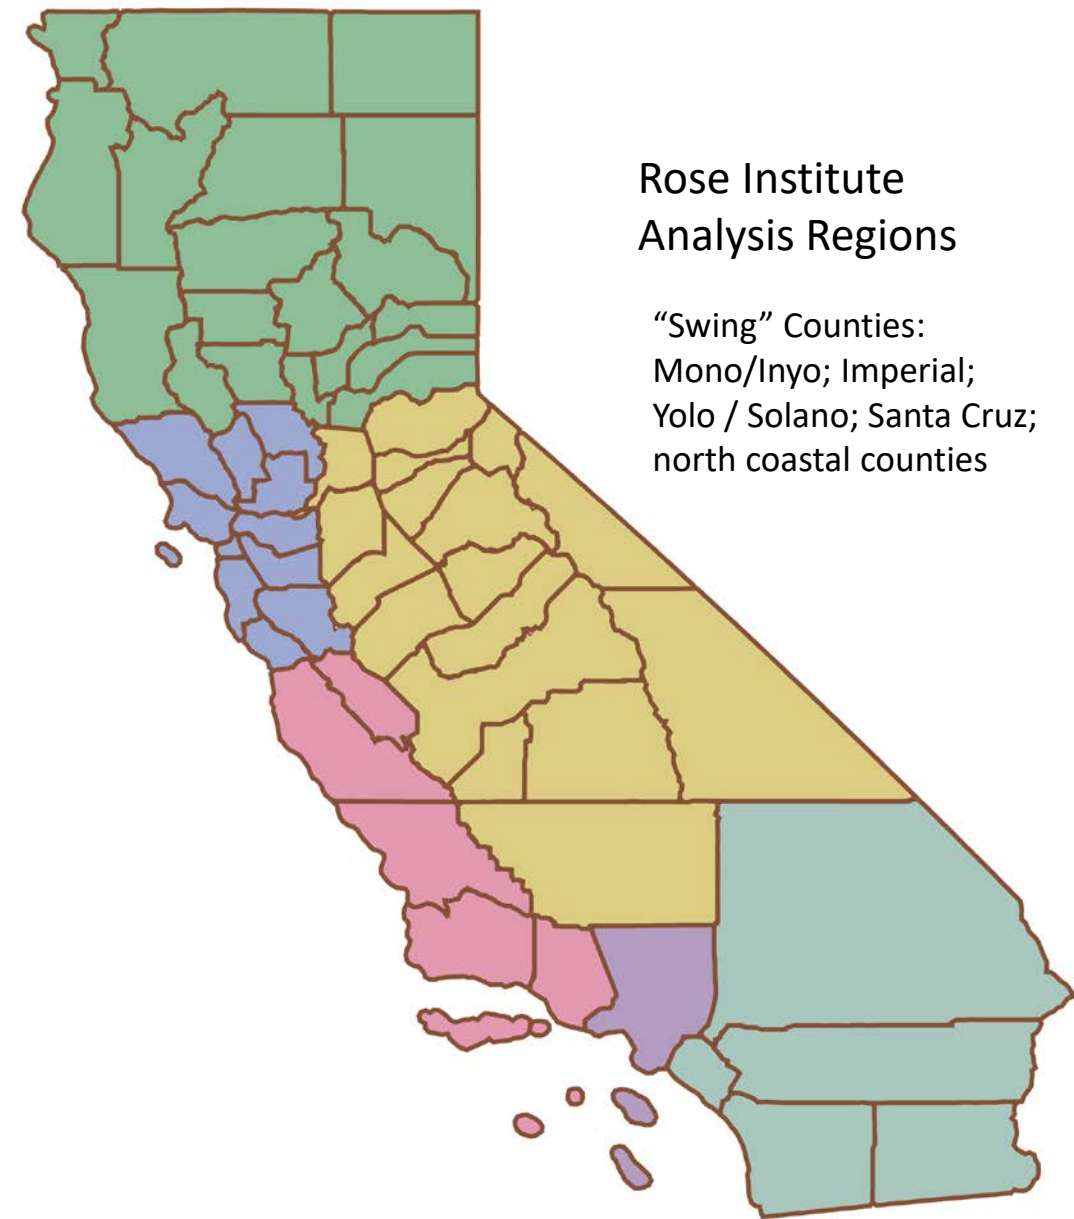 Rose Institute
Analysis Regions
“Swing” Counties:
Mono/Inyo; Imperial;
Yolo / Solano; Santa Cruz;
north coastal counties